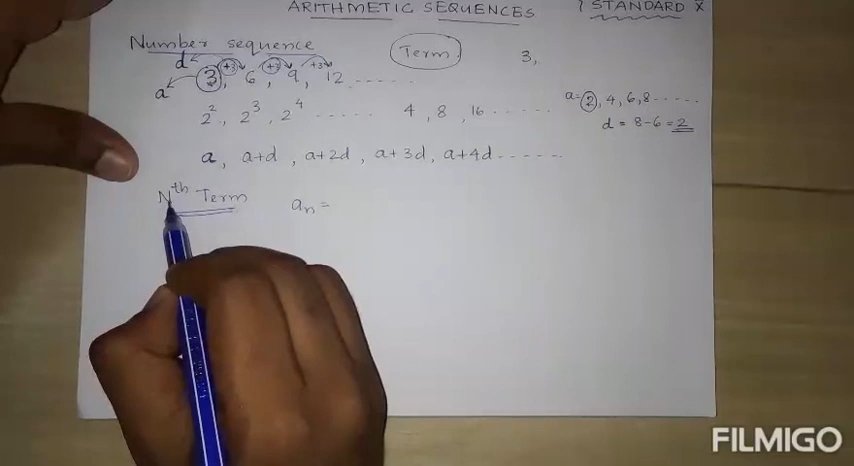 ARITHMETIC SEQUENCES
STANDARD X
Number sequence
Term
3,
d +3 +3 +3
a 3, 6, 9, 12 ......
a=2, 4, 6, 8 .....
2², 2³, 2⁴ ...... 4, 8, 16 ......
d = 8-6 = 2
a, a+d, a+2d, a+3d, a+4d ......
Nth Term aₙ =
FILMIGO